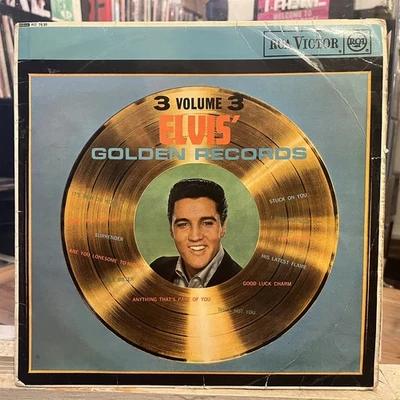 RCA VICTOR RCA
3 VOLUME 3
ELVIS'
GOLDEN RECORDS
STUCK ON YOU
SURRENDER
ARE YOU LONESOME TO
HIS LATEST FLAME
GOOD LUCK CHARM
ANYTHING THAT'S PART OF YOU